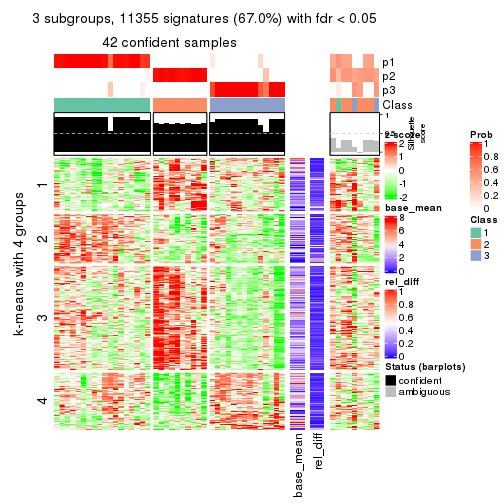 3 subgroups, 11355 signatures (67.0%) with fdr < 0.05
42 confident samples
p1
p2
p3
Class
1
0.5
0
Silhouette
score
k-means with 4 groups
1
2
3
4
base_mean
rel_diff
z-score
2
1
0
-1
-2
base_mean
8
6
4
2
0
rel_diff
1
0.8
0.6
0.4
0.2
0
Status (barplots)
confident
ambiguous
Prob
1
0.8
0.6
0.4
0.2
0
Class
1
2
3